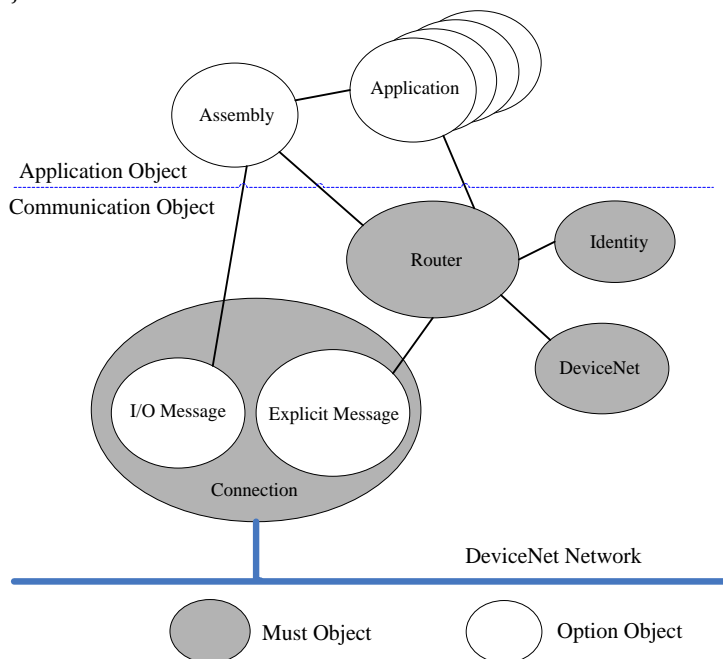 Application
Assembly
Application Object
Communication Object
Identity
Router
DeviceNet
I/O Message
Explicit Message
Connection
DeviceNet Network
Must Object
Option Object